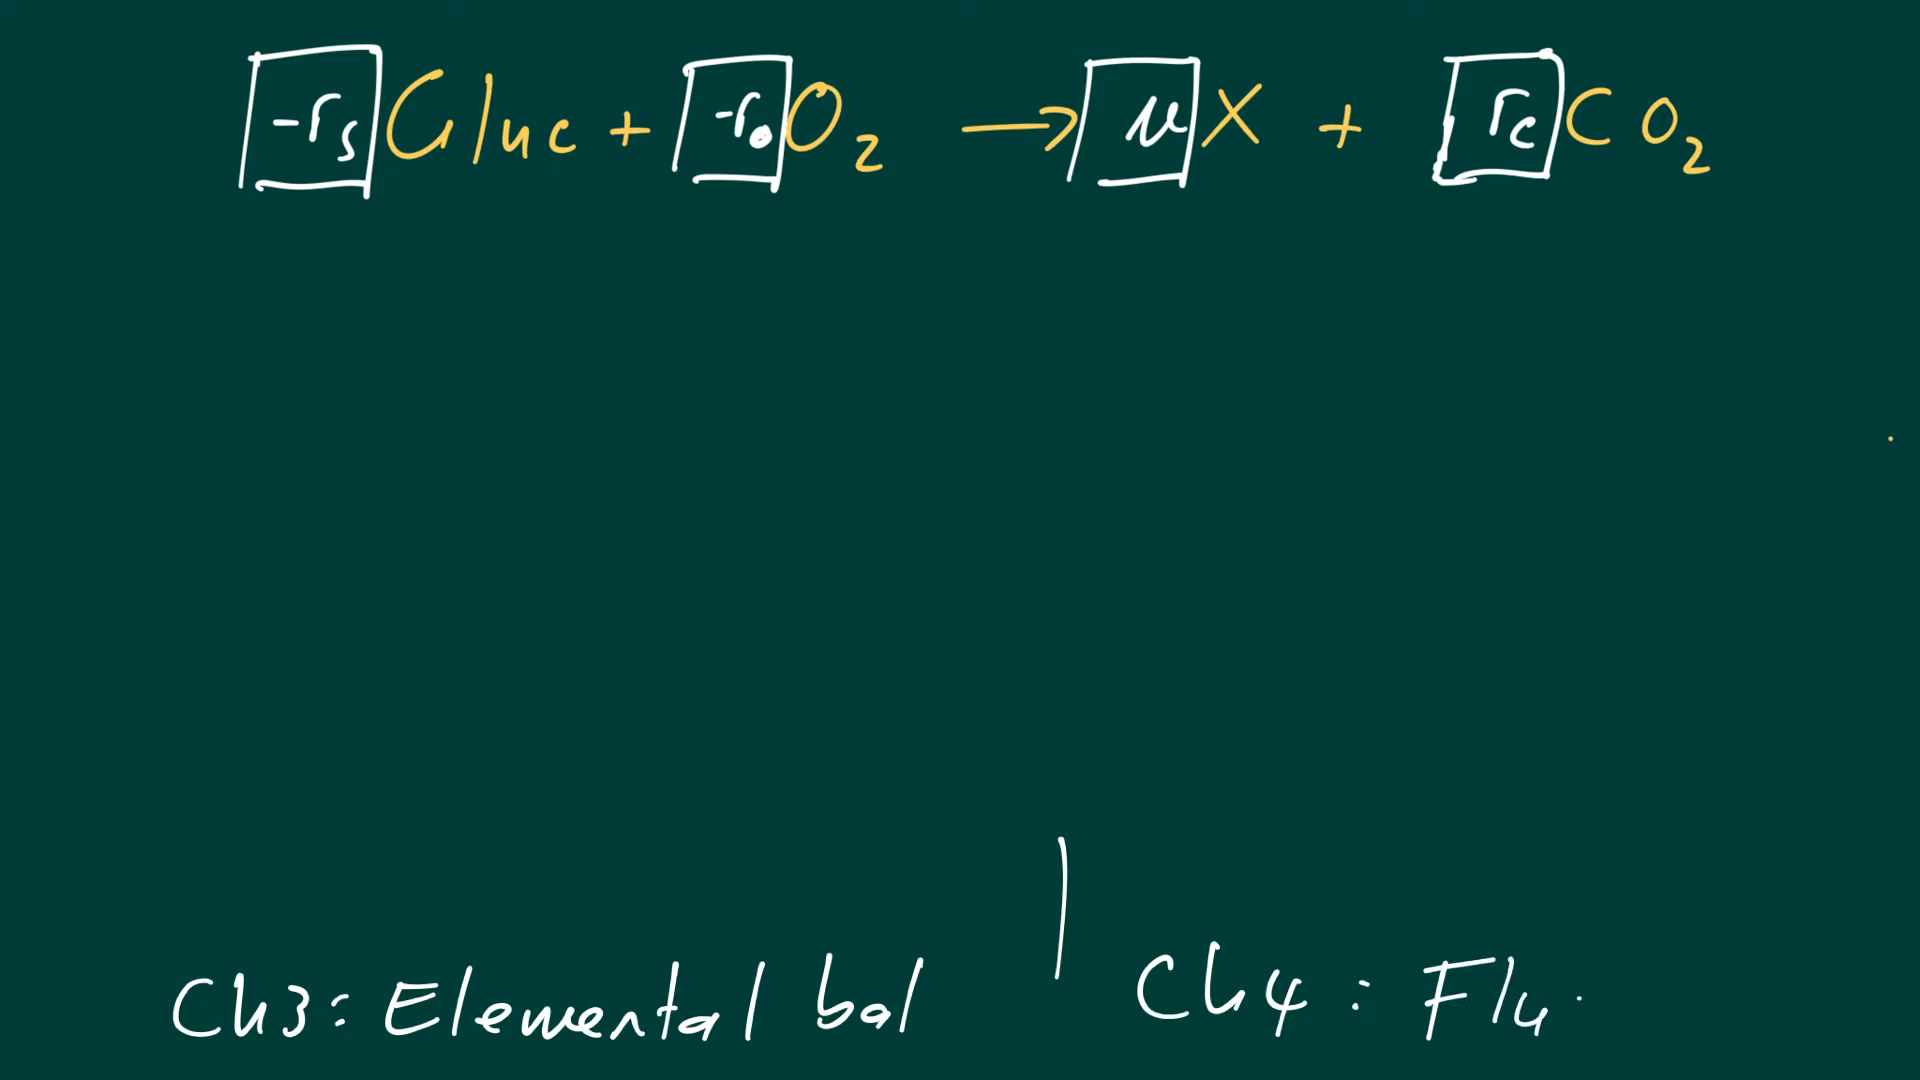 -rs Gluc + -ro O2 → μ X + rc CO2
Ch3: Elemental bal | Ch4: Flu